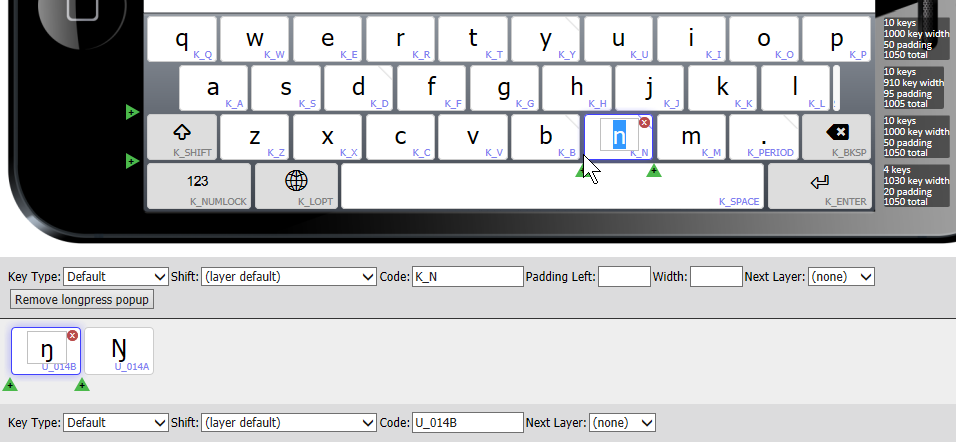 q w e r t y u i o p
K_Q K_W K_E K_R K_T K_Y K_U K_I K_O K_P
10 keys
1000 key width
50 padding
1050 total
a s d f g h j k l
K_A K_S K_D K_F K_G K_H K_J K_K K_L
10 keys
910 key width
95 padding
1005 total
z x c v b n m .
K_SHIFT K_Z K_X K_C K_V K_B K_N K_M K_PERIOD K_BKSP
10 keys
1000 key width
50 padding
1050 total
123
K_NUMLOCK K_LOPT K_SPACE K_ENTER
4 keys
1030 key width
20 padding
1050 total
Key Type: Default Shift: (layer default) Code: K_N Padding Left: Width: Next Layer: (none)
Remove longpress popup
ŋ Ŋ
U_014B U_014A
Key Type: Default Shift: (layer default) Code: U_014B Next Layer: (none)